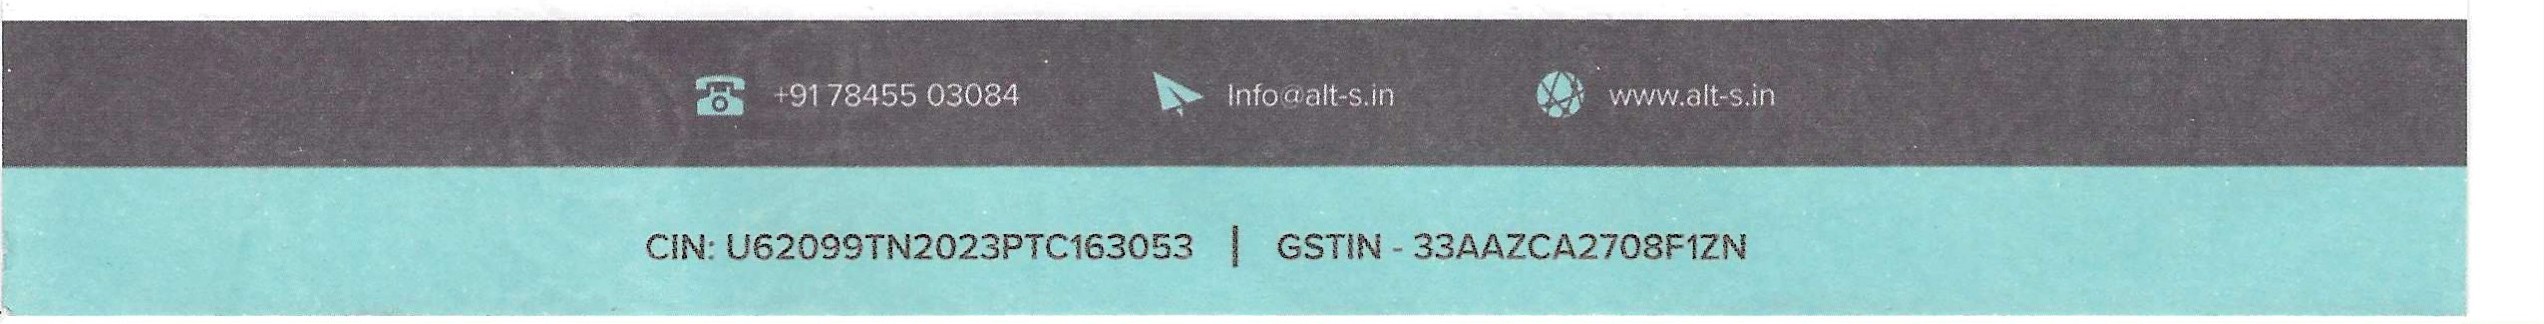 +91 78455 03084 Info@alt-s.in www.alt-s.in
CIN: U62099TN2023PTC163053 | GSTIN - 33AAZCA2708F1ZN